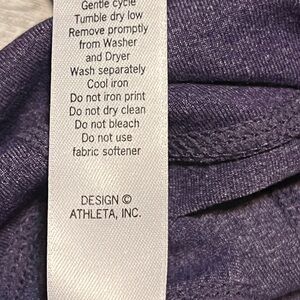 Gentle cycle
Tumble dry low
Remove promptly
from Washer
and Dryer
Wash separately
Cool iron
Do not iron print
Do not dry clean
Do not bleach
Do not use
fabric softener
DESIGN ©
ATHLETA, INC.